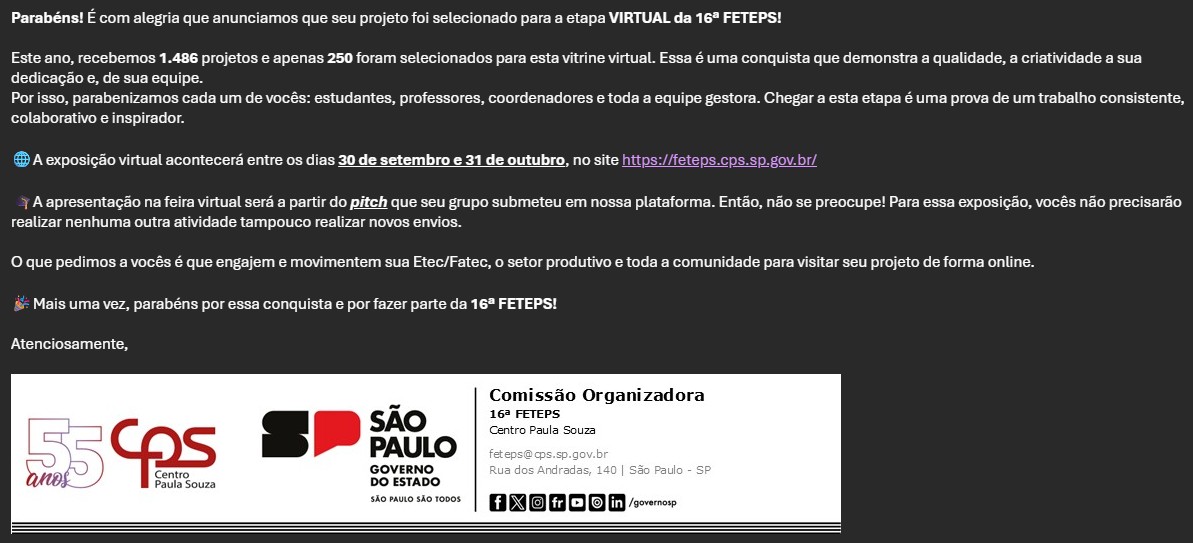 Parabéns! É com alegria que anunciamos que seu projeto foi selecionado para a etapa VIRTUAL da 16ª FETEPS!
Este ano, recebemos 1.486 projetos e apenas 250 foram selecionados para esta vitrine virtual. Essa é uma conquista que demonstra a qualidade, a criatividade a sua
dedicação e, de sua equipe.
Por isso, parabenizamos cada um de vocês: estudantes, professores, coordenadores e toda a equipe gestora. Chegar a esta etapa é uma prova de um trabalho consistente,
colaborativo e inspirador.
🌐A exposição virtual acontecerá entre os dias 30 de setembro e 31 de outubro, no site https://feteps.cps.sp.gov.br/
A apresentação na feira virtual será a partir do pitch que seu grupo submeteu em nossa plataforma. Então, não se preocupe! Para essa exposição, vocês não precisarão
realizar nenhuma outra atividade tampouco realizar novos envios.
O que pedimos a vocês é que engajem e movimentem sua Etec/Fatec, o setor produtivo e toda a comunidade para visitar seu projeto de forma online.
🎉Mais uma vez, parabéns por essa conquista e por fazer parte da 16ª FETEPS!
Atenciosamente,
55 anos
CPS
Centro
Paula Souza
SP
SÃO
PAULO
GOVERNO
DO ESTADO
SÃO PAULO SÃO TODOS
Comissão Organizadora
16ª FETEPS
Centro Paula Souza
feteps@cps.sp.gov.br
Rua dos Andradas, 140 | São Paulo - SP
/governosp